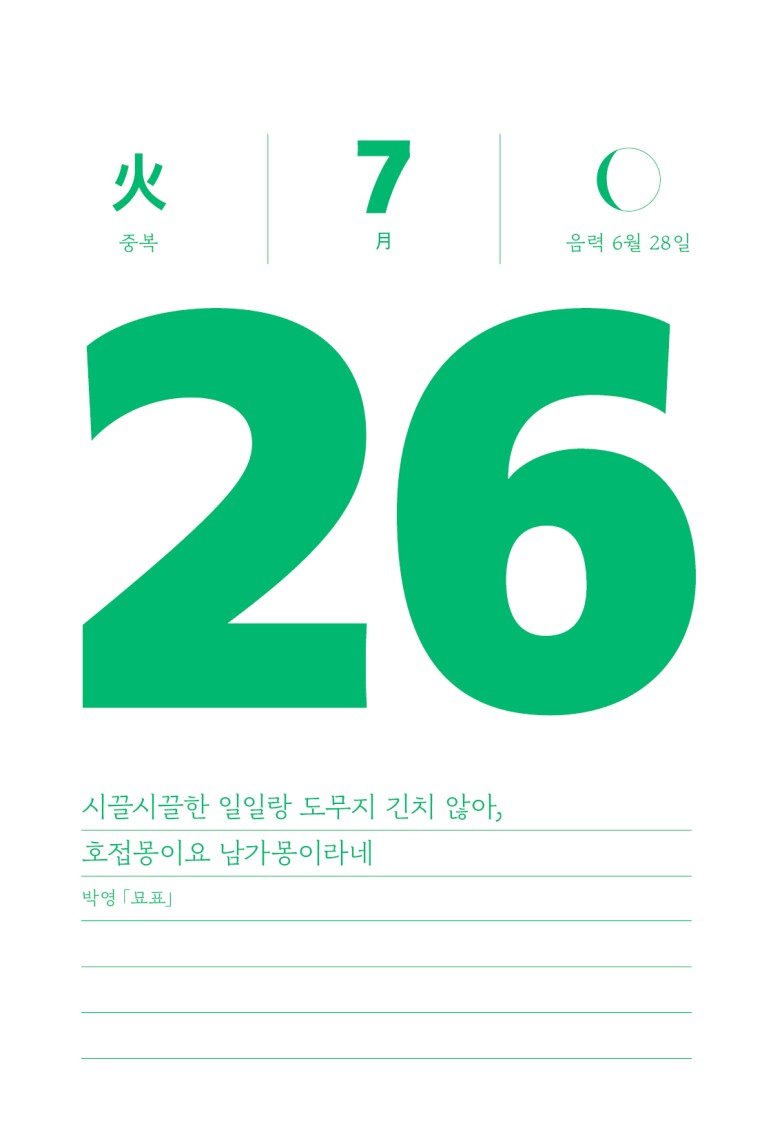 火
중복
7
月
음력 6월 28일
26
시끌시끌한 일일랑 도무지 긴치 않아,
호접몽이요 남가몽이라네
박영 「묘표」